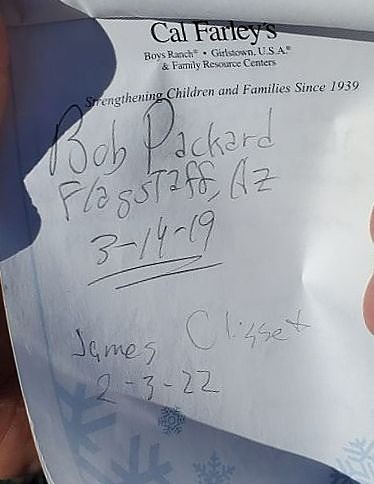 Cal Farley's
Boys Ranch® • Girlstown, U.S.A.®
& Family Resource Centers
Strengthening Children and Families Since 1939
Bob Packard
Flagstaff, AZ
3-14-19
James Clisset
2-3-22